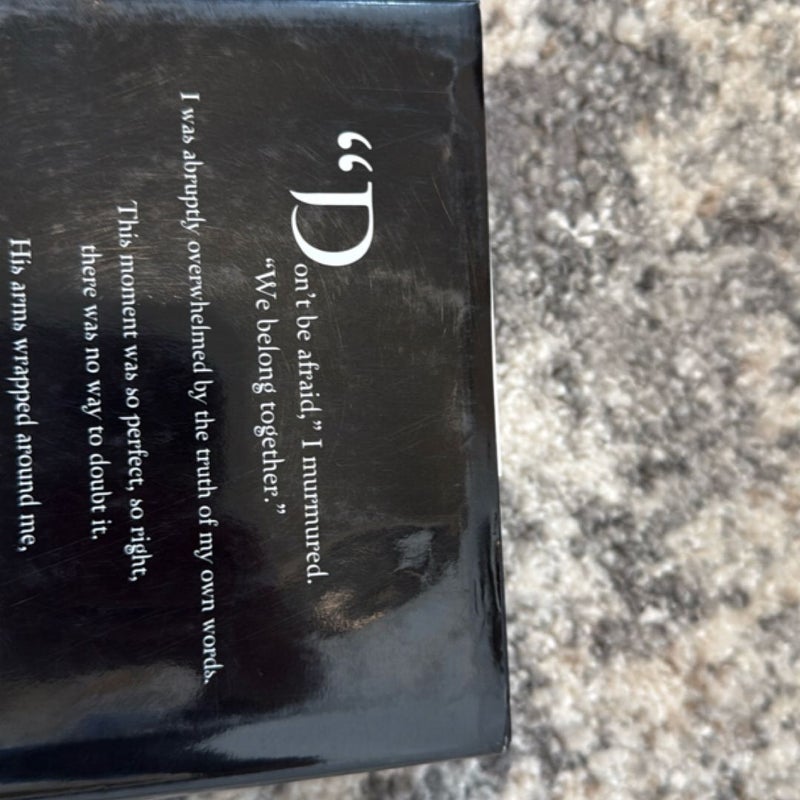 “Don’t be afraid,” I murmured.
“We belong together.”
I was abruptly overwhelmed by the truth of my own words.
This moment was so perfect, so right,
there was no way to doubt it.
His arms wrapped around me,